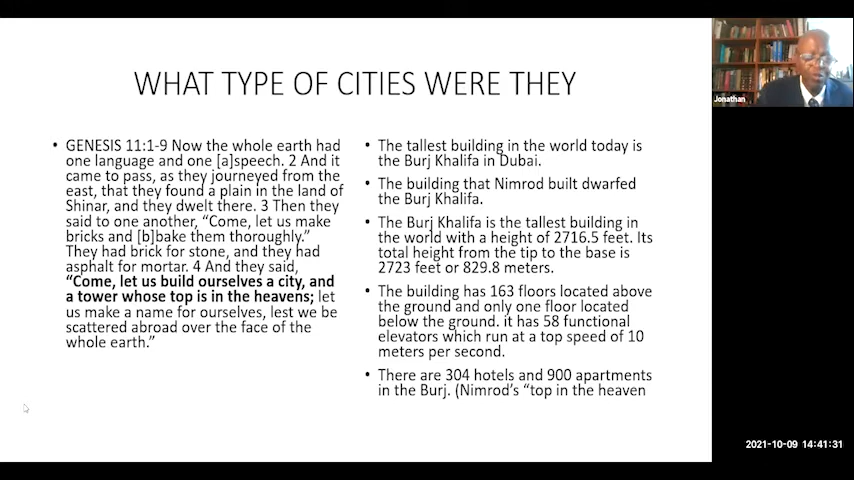 WHAT TYPE OF CITIES WERE THEY
• GENESIS 11:1-9 Now the whole earth had
one language and one [a]speech. 2 And it
came to pass, as they journeyed from the
east, that they found a plain in the land of
Shinar, and they dwelt there. 3 Then they
said to one another, “Come, let us make
bricks and [b]bake them thoroughly.”
They had brick for stone, and they had
asphalt for mortar. 4 And they said,
“Come, let us build ourselves a city, and
a tower whose top is in the heavens; let
us make a name for ourselves, lest we be
scattered abroad over the face of the
whole earth.”
• The tallest building in the world today is
the Burj Khalifa in Dubai.
• The building that Nimrod built dwarfed
the Burj Khalifa.
• The Burj Khalifa is the tallest building in
the world with a height of 2716.5 feet. Its
total height from the tip to the base is
2723 feet or 829.8 meters.
• The building has 163 floors located above
the ground and only one floor located
below the ground. it has 58 functional
elevators which run at a top speed of 10
meters per second.
• There are 304 hotels and 900 apartments
in the Burj. (Nimrod’s “top in the heaven
Jonathan
2021-10-09 14:41:31